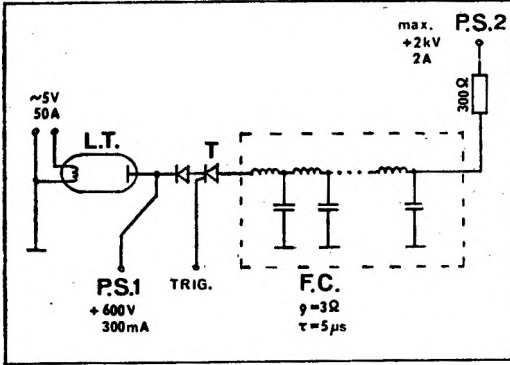 max.
P.S.2
+2kV
2A
300Ω
~5V
50A
L.T.
T
P.S.1
+600V
300mA
TRIG.
F.C.
ρ=3Ω
τ=5μs